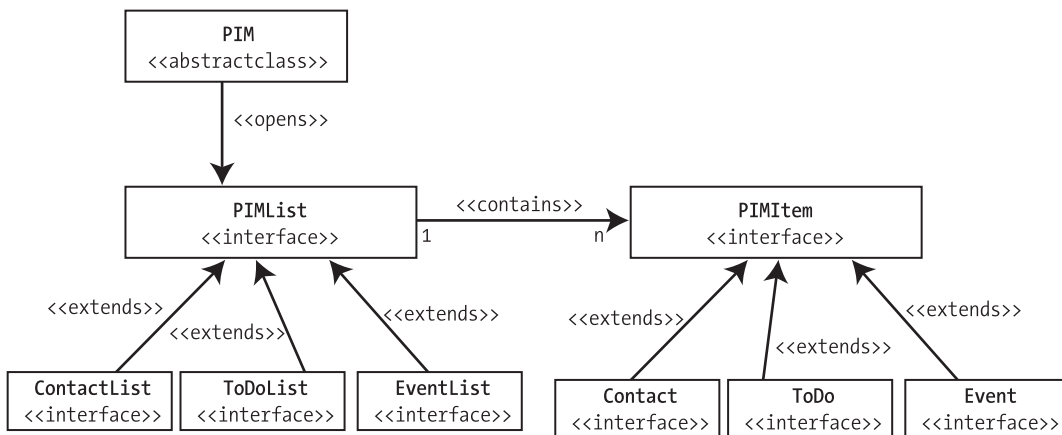 PIM
<<abstractclass>>
<<opens>>
PIMList
<<interface>>
<<contains>>
1
n
PIMItem
<<interface>>
<<extends>>
<<extends>>
<<extends>>
<<extends>>
<<extends>>
<<extends>>
ContactList
<<interface>>
ToDoList
<<interface>>
EventList
<<interface>>
Contact
<<interface>>
ToDo
<<interface>>
Event
<<interface>>